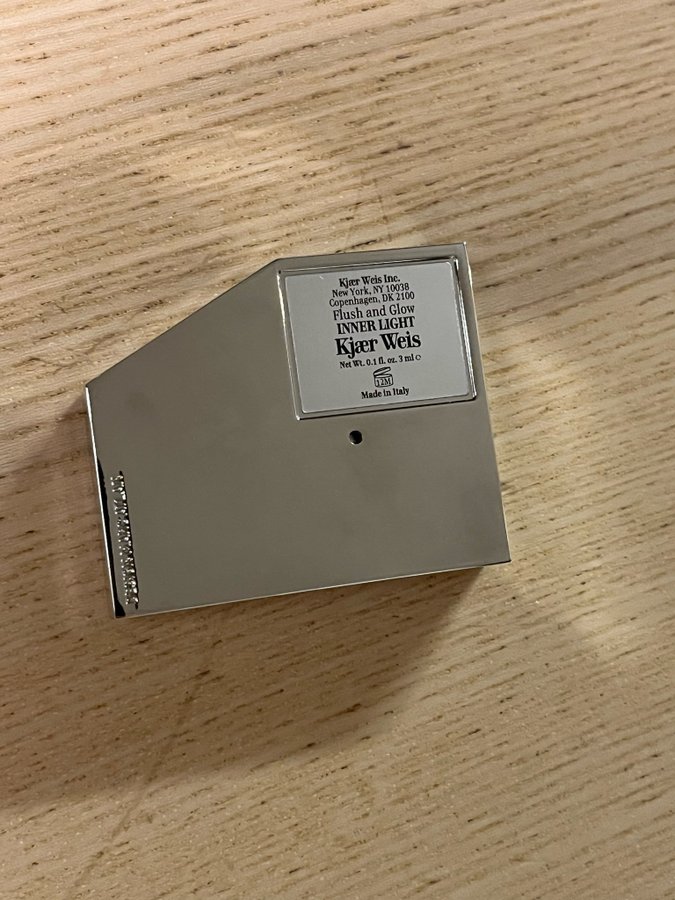 Kjær Weis Inc.
New York, NY 10038
Copenhagen, DK 2100
Flush and Glow
INNER LIGHT
Kjær Weis
Net Wt. 0.1 fl. oz. 3 ml ℮
12M
Made in Italy